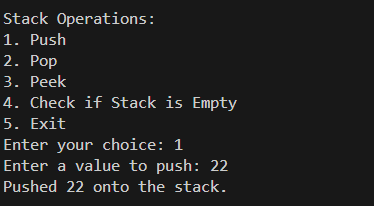 Stack Operations:
1. Push
2. Pop
3. Peek
4. Check if Stack is Empty
5. Exit
Enter your choice: 1
Enter a value to push: 22
Pushed 22 onto the stack.